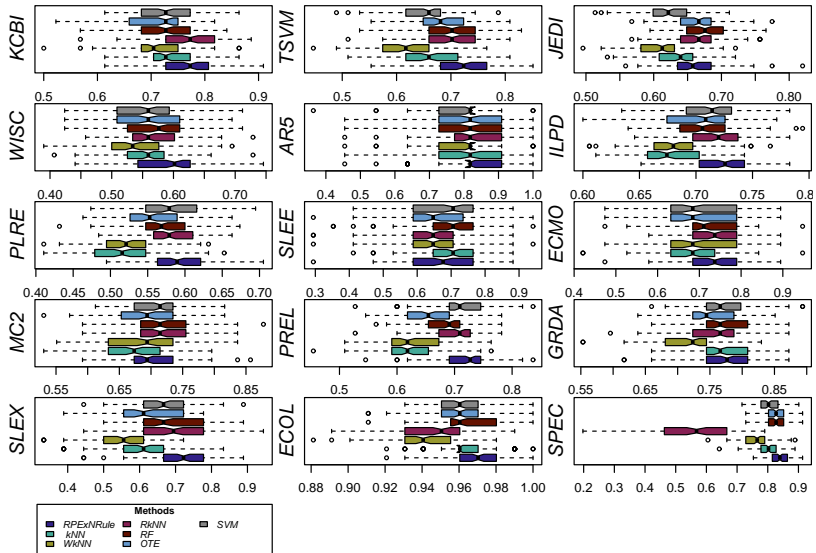 KCBI TSVM JEDI
0.5 0.6 0.7 0.8 0.9 0.5 0.6 0.7 0.8 0.50 0.60 0.70 0.80
WISC AR5 ILPD
0.40 0.50 0.60 0.70 0.4 0.5 0.6 0.7 0.8 0.9 1.0 0.60 0.65 0.70 0.75 0.8
PLRE SLEE ECMO
0.40 0.45 0.50 0.55 0.60 0.65 0.70 0.3 0.4 0.5 0.6 0.7 0.8 0.9 0.4 0.5 0.6 0.7 0.8 0.9
MC2 PREL GRDA
0.55 0.65 0.75 0.85 0.5 0.6 0.7 0.8 0.55 0.65 0.75 0.85
SLEX ECOL SPEC
0.4 0.5 0.6 0.7 0.8 0.9 0.88 0.90 0.92 0.94 0.96 0.98 1.00 0.2 0.3 0.4 0.5 0.6 0.7 0.8 0.9
Methods
RPExNRule RkNN SVM
kNN RF
WkNN OTE